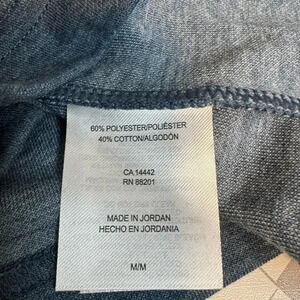 60% POLYESTER/POLIÉSTER
40% COTTON/ALGODÓN
CA 14442
RN 88201
MADE IN JORDAN
HECHO EN JORDANIA
M/M